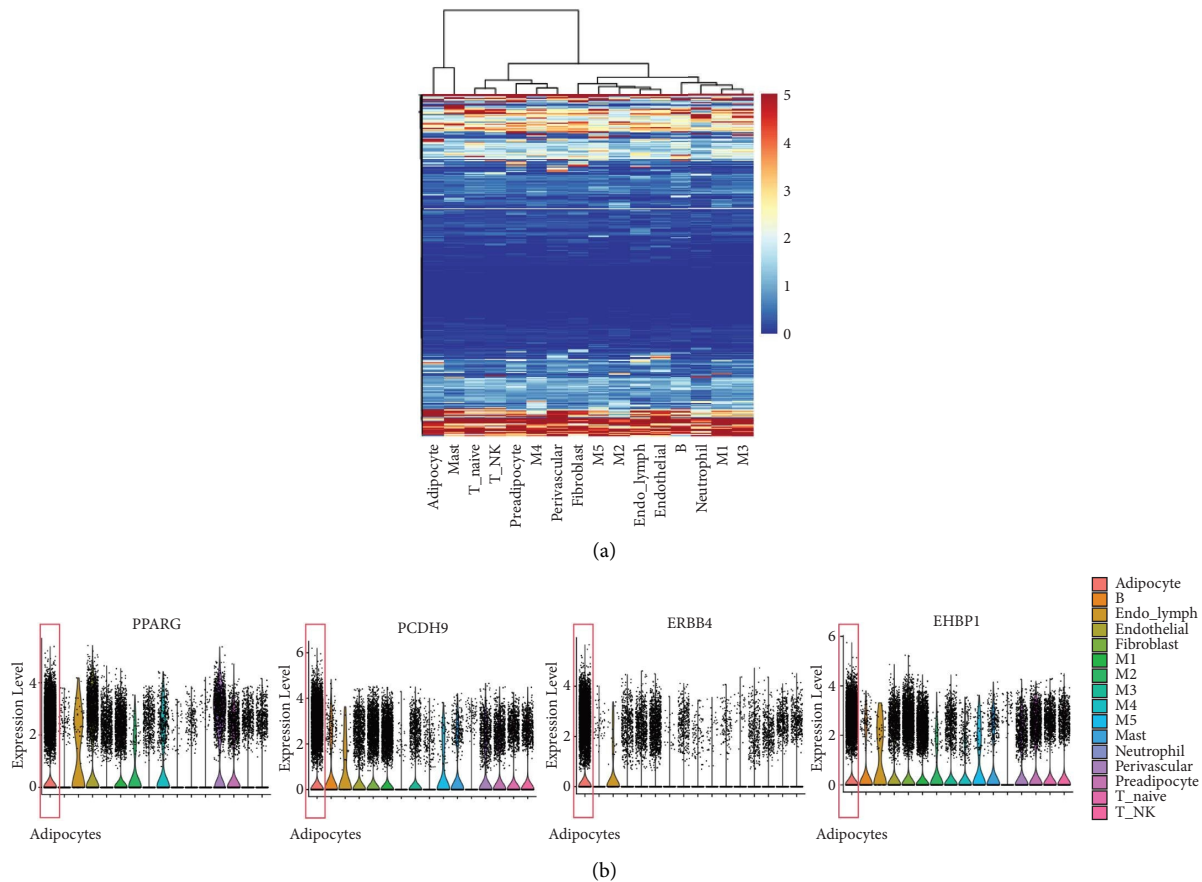 5
4
3
2
1
0
Adipocyte
Mast
T_naive
T_NK
Preadipocyte
M4
Perivascular
Fibroblast
M5
M2
Endo_lymph
Endothelial
B
Neutrophil
M1
M3
(a)
PPARG
Expression Level
4
2
0
Adipocytes
PCDH9
Expression Level
6
4
2
0
Adipocytes
ERBB4
Expression Level
4
2
0
Adipocytes
EHBP1
Expression Level
6
4
2
0
Adipocytes
Adipocyte
B
Endo_lymph
Endothelial
Fibroblast
M1
M2
M3
M4
M5
Mast
Neutrophil
Perivascular
Preadipocyte
T_naive
T_NK
(b)